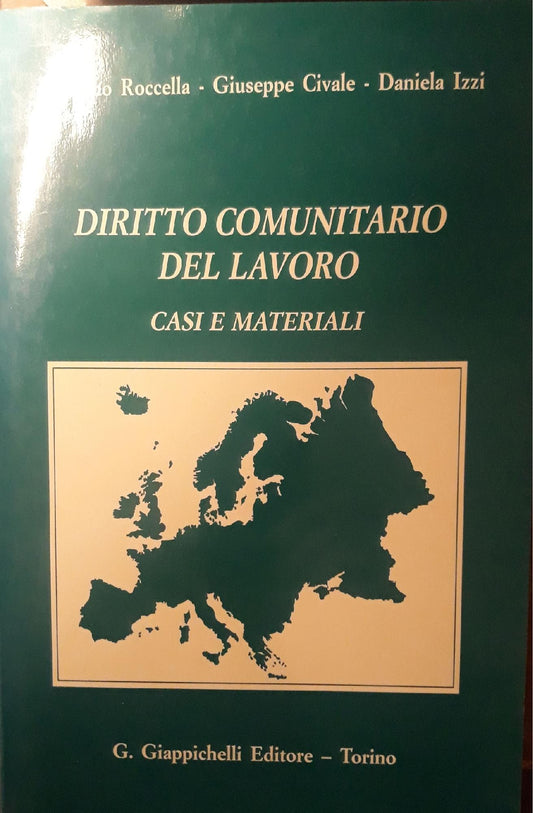 Roccella - Giuseppe Civale - Daniela Izzi
DIRITTO COMUNITARIO
DEL LAVORO
CASI E MATERIALI
G. Giappichelli Editore – Torino